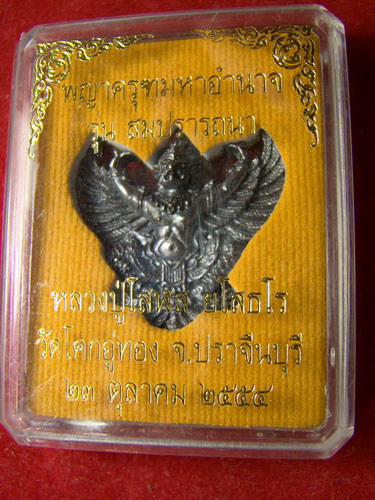 พญาครุฑมหาอำนาจ
รุ่น สมปรารถนา
หลวงปู่โสฬส ยโสธโร
วัดโคกอู่ทอง จ.ปราจีนบุรี
๒๓ ตุลาคม ๒๕๕๔